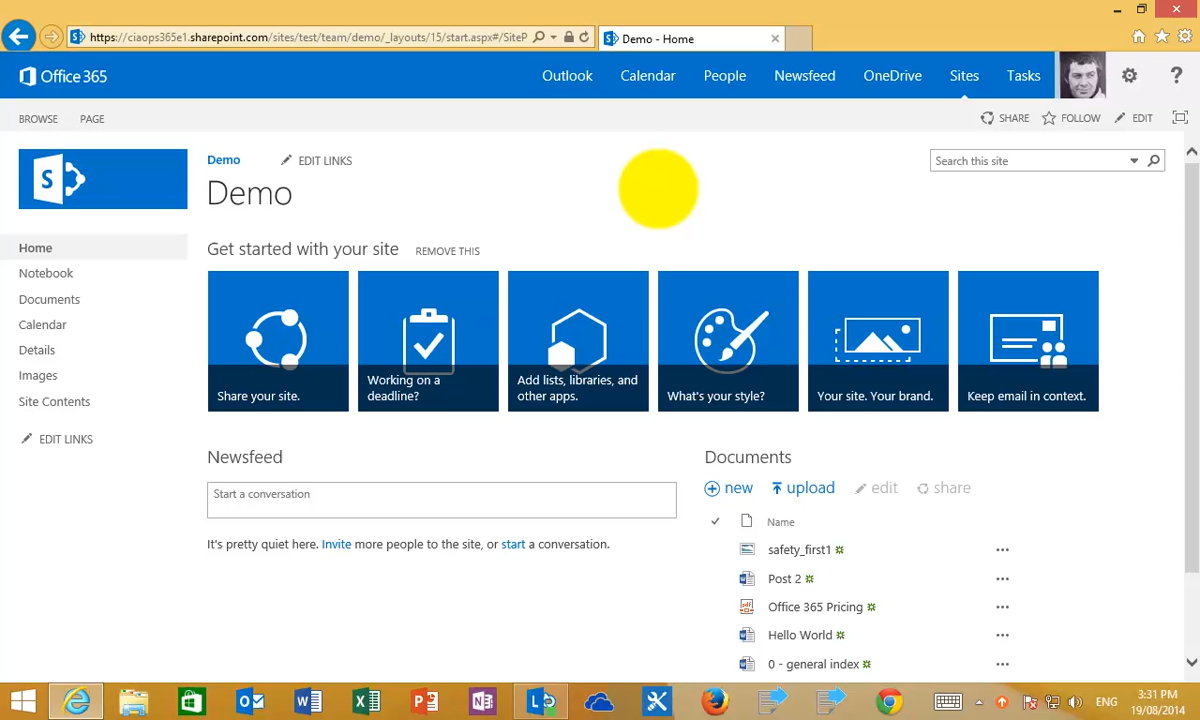 https://ciaops365e1.sharepoint.com/sites/test/team/demo/_layouts/15/start.aspx#/SiteP
Demo - Home
Office 365
Outlook Calendar People Newsfeed OneDrive Sites Tasks ?
BROWSE PAGE SHARE FOLLOW EDIT
S Demo EDIT LINKS Search this site
Demo
Home
Notebook
Documents
Calendar
Details
Images
Site Contents
EDIT LINKS
Get started with your site REMOVE THIS
Share your site.
Working on a
deadline?
Add lists, libraries, and
other apps.
What's your style?
Your site. Your brand.
Keep email in context.
Newsfeed
Start a conversation
It's pretty quiet here. Invite more people to the site, or start a conversation.
Documents
new upload edit share
Name
safety_first1
Post 2
Office 365 Pricing
Hello World
0 - general index
ENG
3:31 PM
19/08/2014